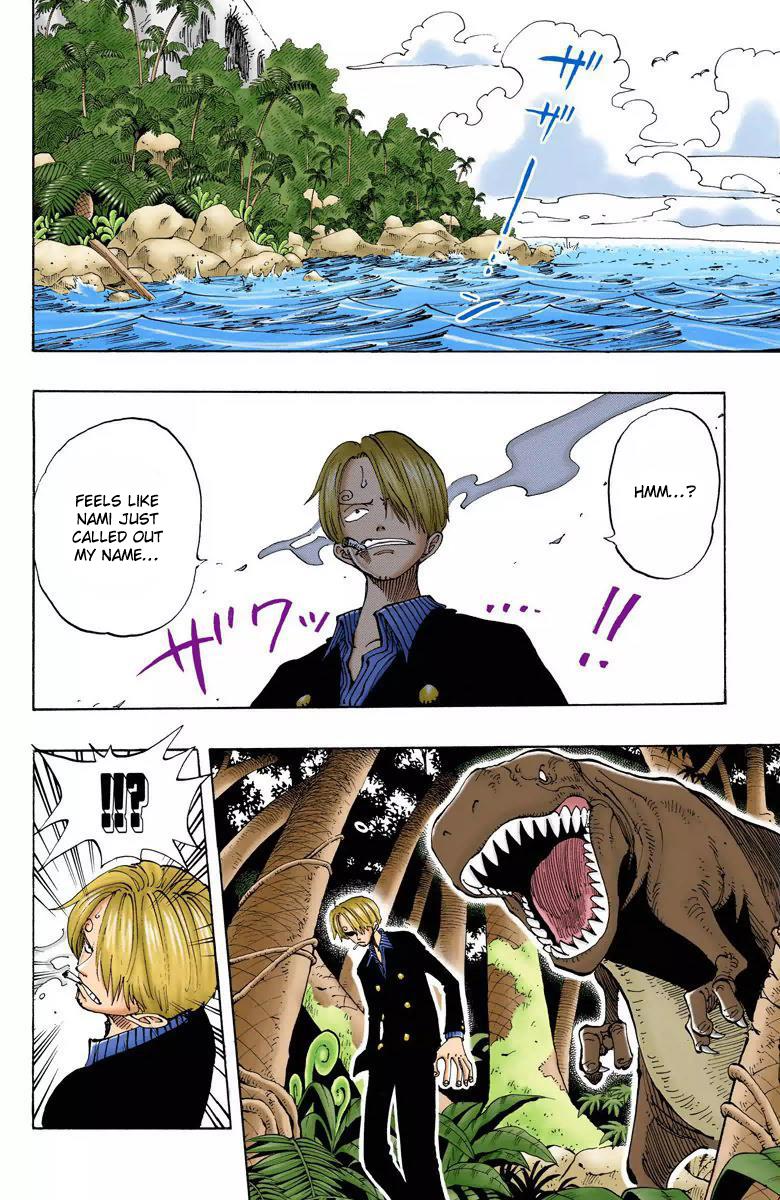 ザザ…ン
HMM...?
FEELS LIKE
NAMI JUST
CALLED OUT
MY NAME...
ザワッ....!!
!!!?